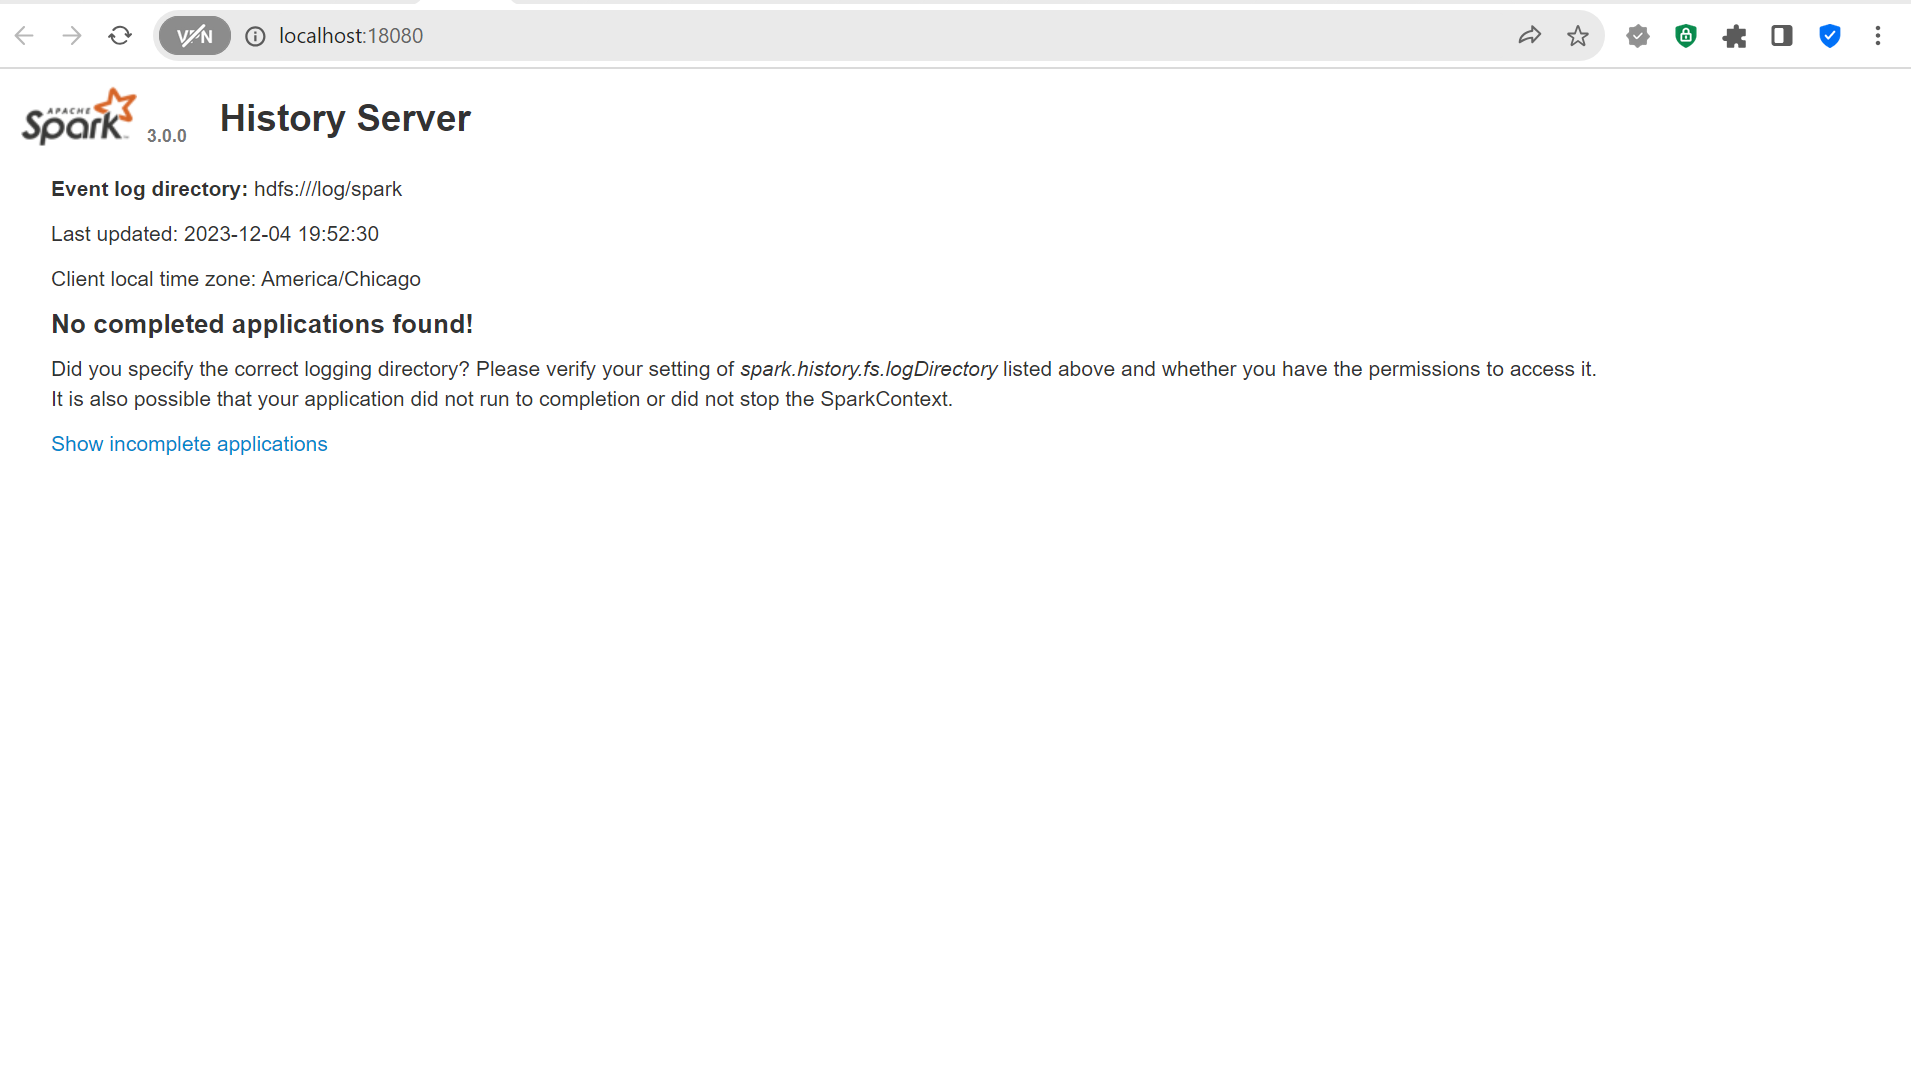 VPN localhost:18080
APACHE
Spark 3.0.0 History Server
Event log directory: hdfs:///log/spark
Last updated: 2023-12-04 19:52:30
Client local time zone: America/Chicago
No completed applications found!
Did you specify the correct logging directory? Please verify your setting of spark.history.fs.logDirectory listed above and whether you have the permissions to access it.
It is also possible that your application did not run to completion or did not stop the SparkContext.
Show incomplete applications